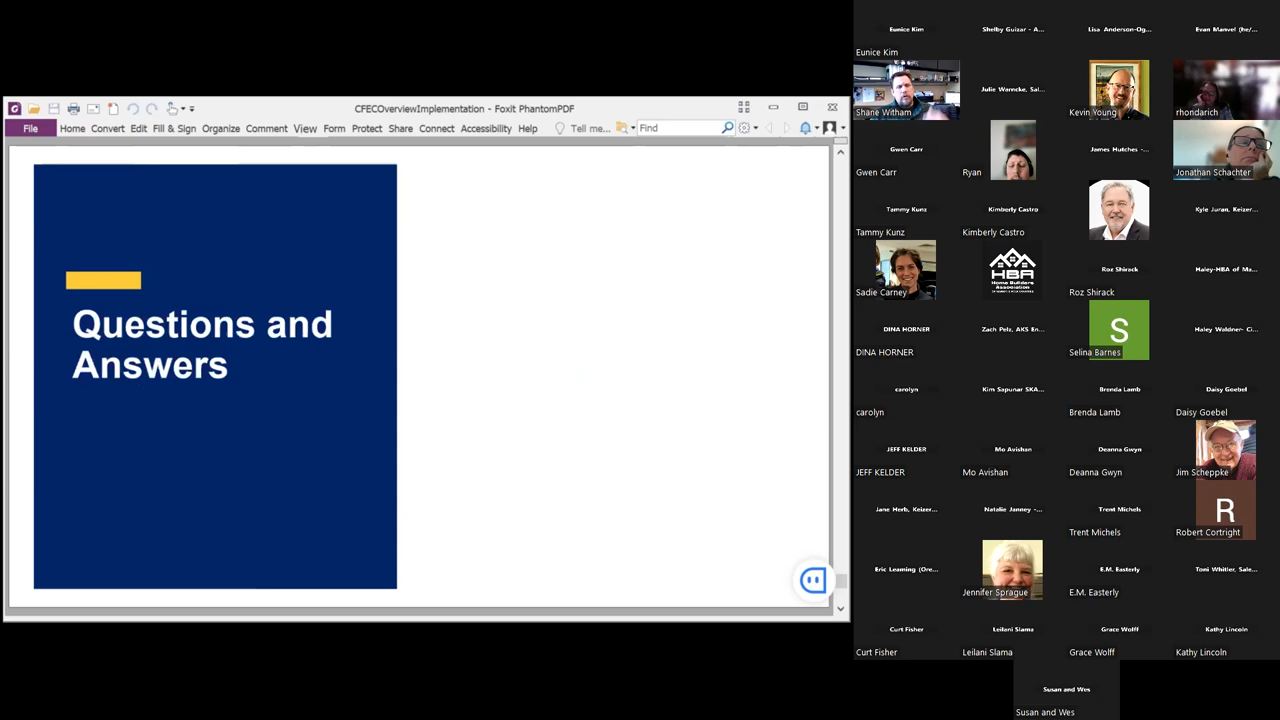 CFECOverviewImplementation - Foxit PhantomPDF
File Home Convert Edit Fill & Sign Organize Comment View Form Protect Share Connect Accessibility Help Tell me... Find
Questions and
Answers
Eunice Kim
Shelby Guizar - A...
Lisa Anderson-Og...
Evan Manvel (he/...
Eunice Kim
Shane Witham
Julie Warncke, Sal...
Kevin Young
rhondarich
Gwen Carr
James Hutches -...
Gwen Carr
Ryan
Jonathan Schachter
Tammy Kunz
Kimberly Castro
Kyle Juran, Keizer...
Tammy Kunz
Kimberly Castro
Roz Shirack
Haley-HBA of Ma...
Sadie Carney
HBA
Home Builders
Association
Roz Shirack
DINA HORNER
Zach Pelz, AKS En...
S
Haley Waldner- Ci...
DINA HORNER
Selina Barnes
carolyn
Kim Sapunar SKA...
Brenda Lamb
Daisy Goebel
carolyn
Brenda Lamb
Daisy Goebel
JEFF KELDER
Mo Avishan
Deanna Gwyn
JEFF KELDER
Mo Avishan
Deanna Gwyn
Jim Scheppke
Jane Herb, Keizer...
Natalie Janney -...
Trent Michels
R
Trent Michels
Robert Cortright
Eric Leaming (Ore...
E.M. Easterly
Toni Whitler, Sale...
Jennifer Sprague
E.M. Easterly
Curt Fisher
Leilani Slama
Grace Wolff
Kathy Lincoln
Curt Fisher
Leilani Slama
Grace Wolff
Kathy Lincoln
Susan and Wes
Susan and Wes